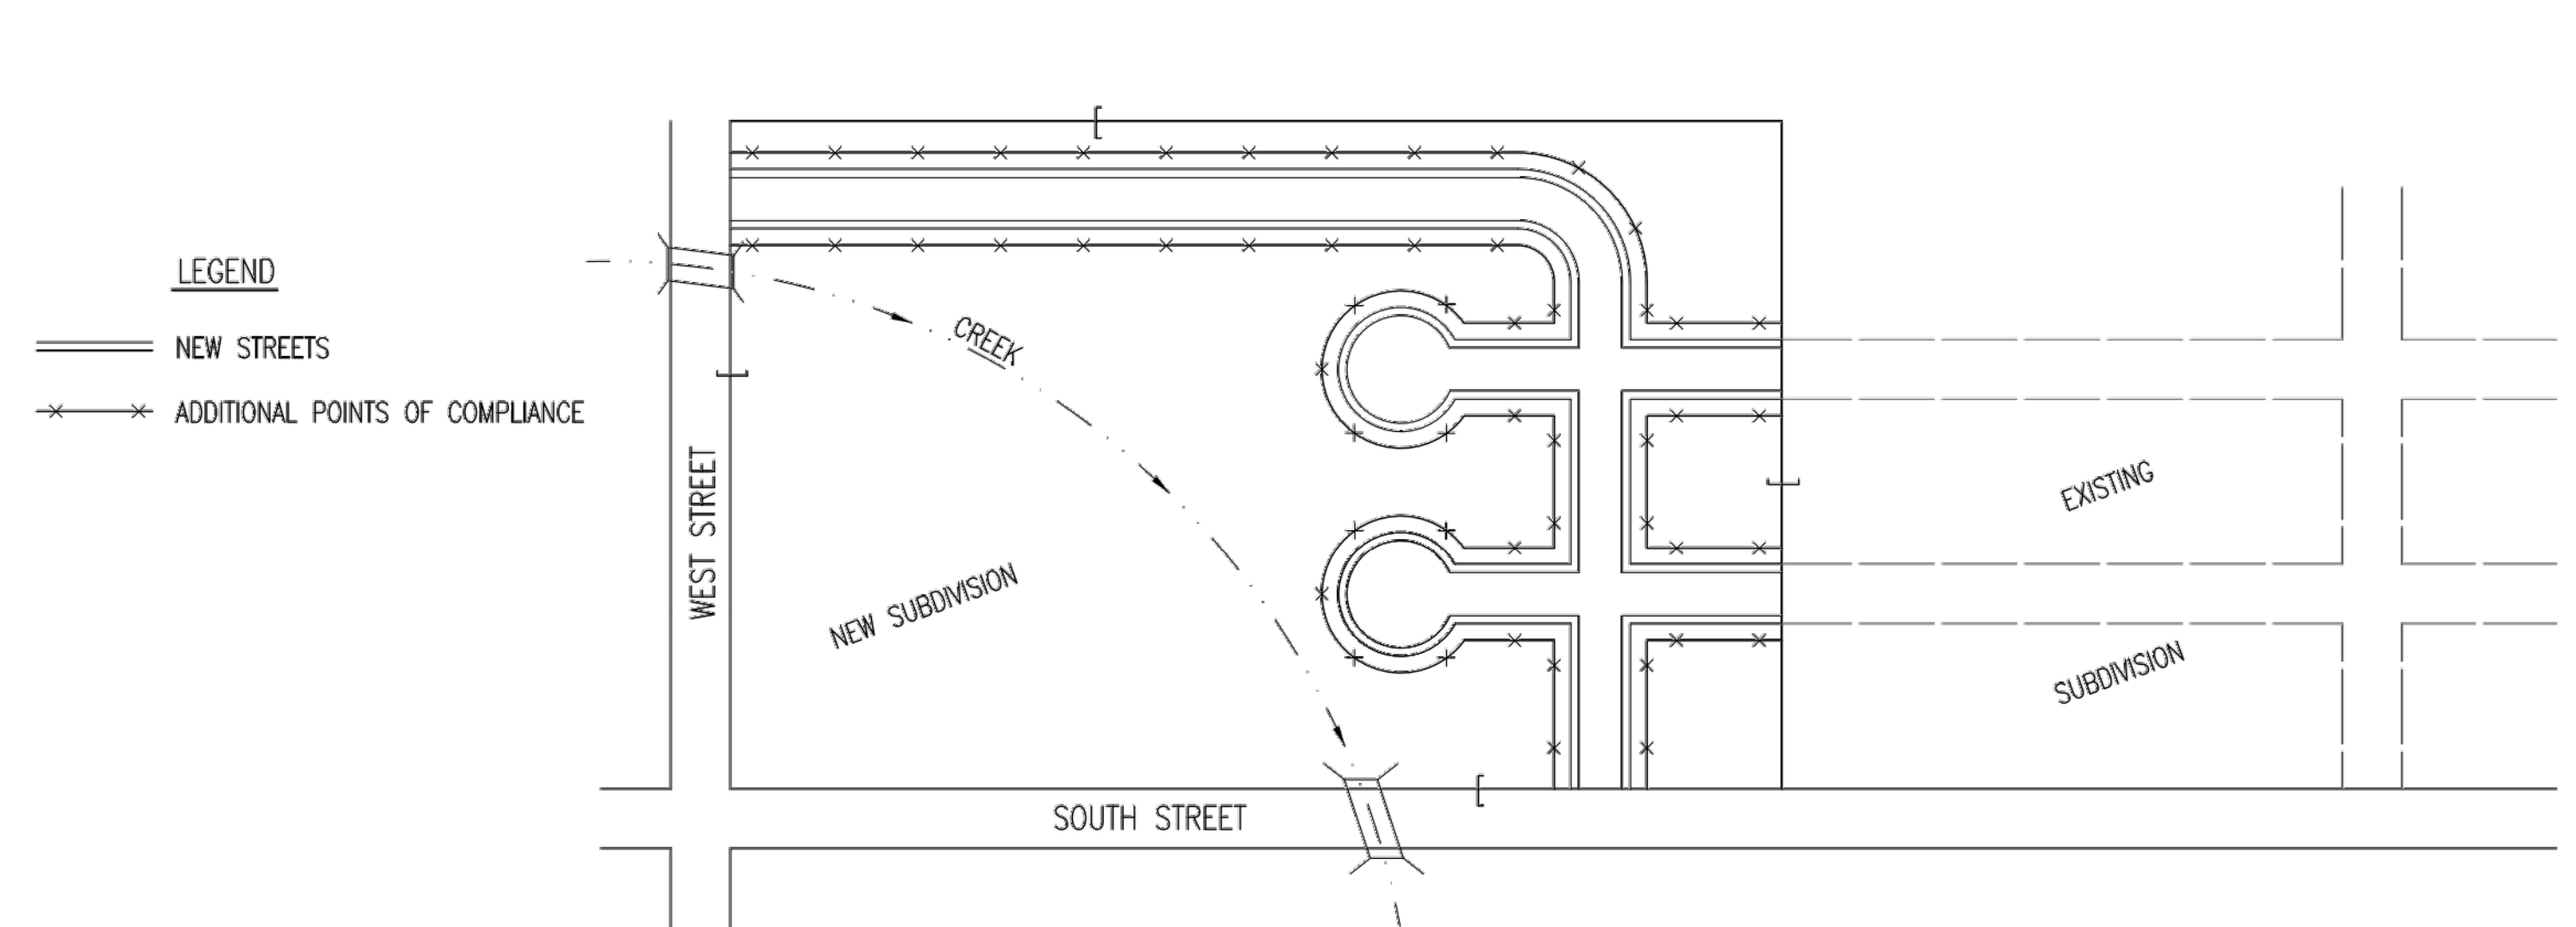 LEGEND
NEW STREETS
ADDITIONAL POINTS OF COMPLIANCE
CREEK
WEST STREET
NEW SUBDIVISION
SOUTH STREET
EXISTING
SUBDIVISION